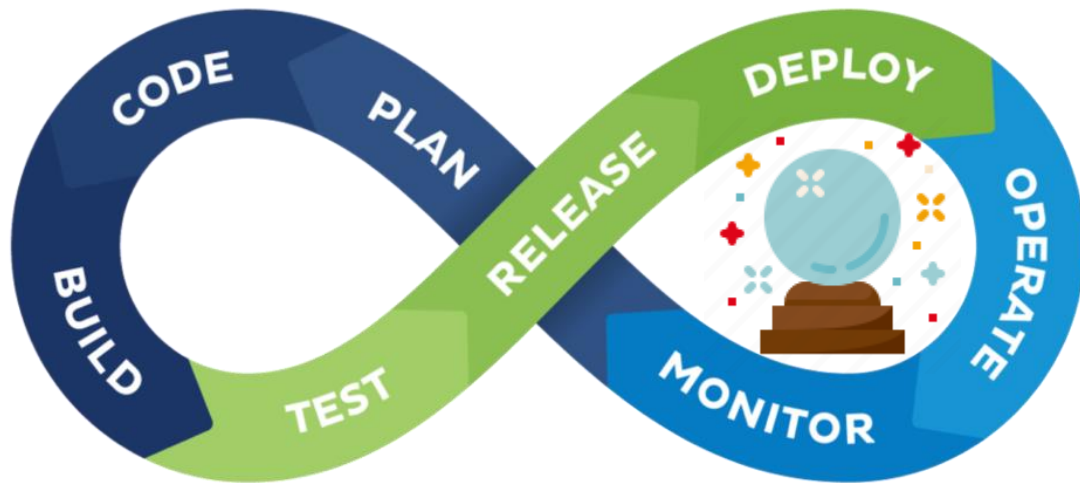 CODE
PLAN
BUILD
TEST
RELEASE
DEPLOY
OPERATE
MONITOR